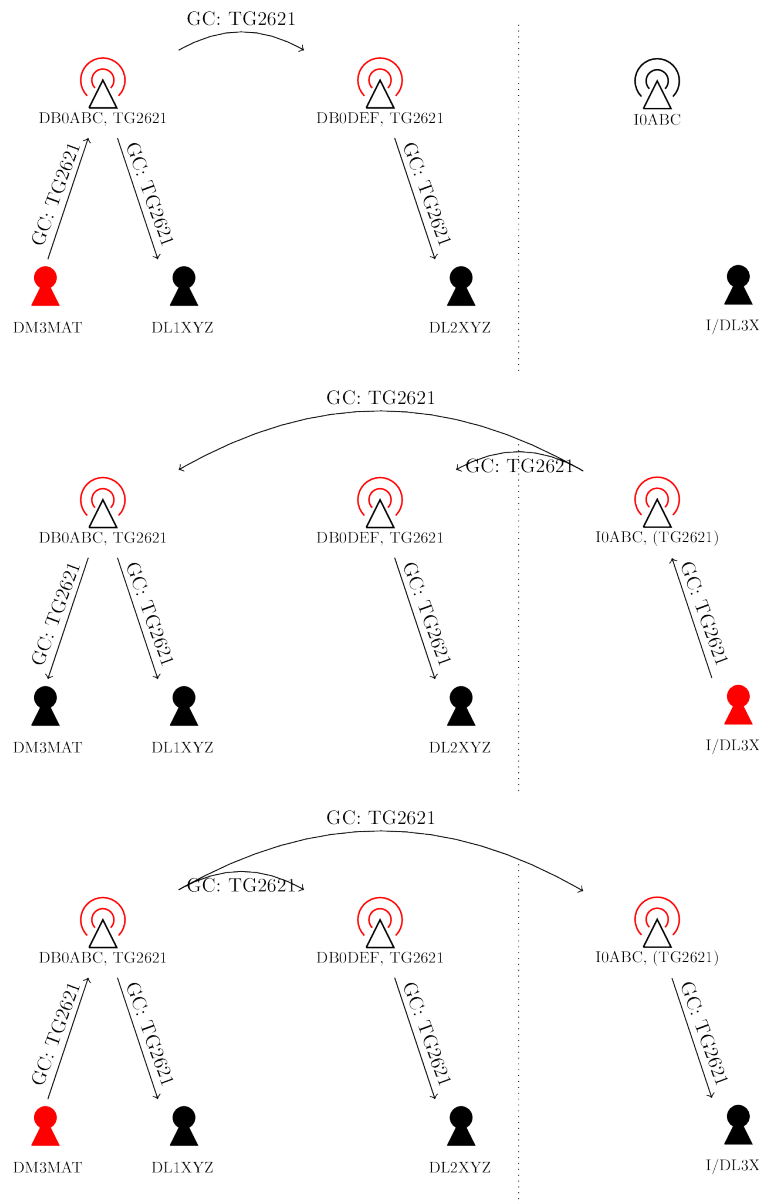 GC: TG2621
DB0ABC, TG2621
DB0DEF, TG2621
I0ABC
GC: TG2621
GC: TG2621
GC: TG2621
DM3MAT
DL1XYZ
DL2XYZ
I/DL3X
GC: TG2621
GC: TG2621
DB0ABC, TG2621
DB0DEF, TG2621
I0ABC, (TG2621)
GC: TG2621
GC: TG2621
GC: TG2621
GC: TG2621
DM3MAT
DL1XYZ
DL2XYZ
I/DL3X
GC: TG2621
GC: TG2621
DB0ABC, TG2621
DB0DEF, TG2621
I0ABC, (TG2621)
GC: TG2621
GC: TG2621
GC: TG2621
GC: TG2621
DM3MAT
DL1XYZ
DL2XYZ
I/DL3X